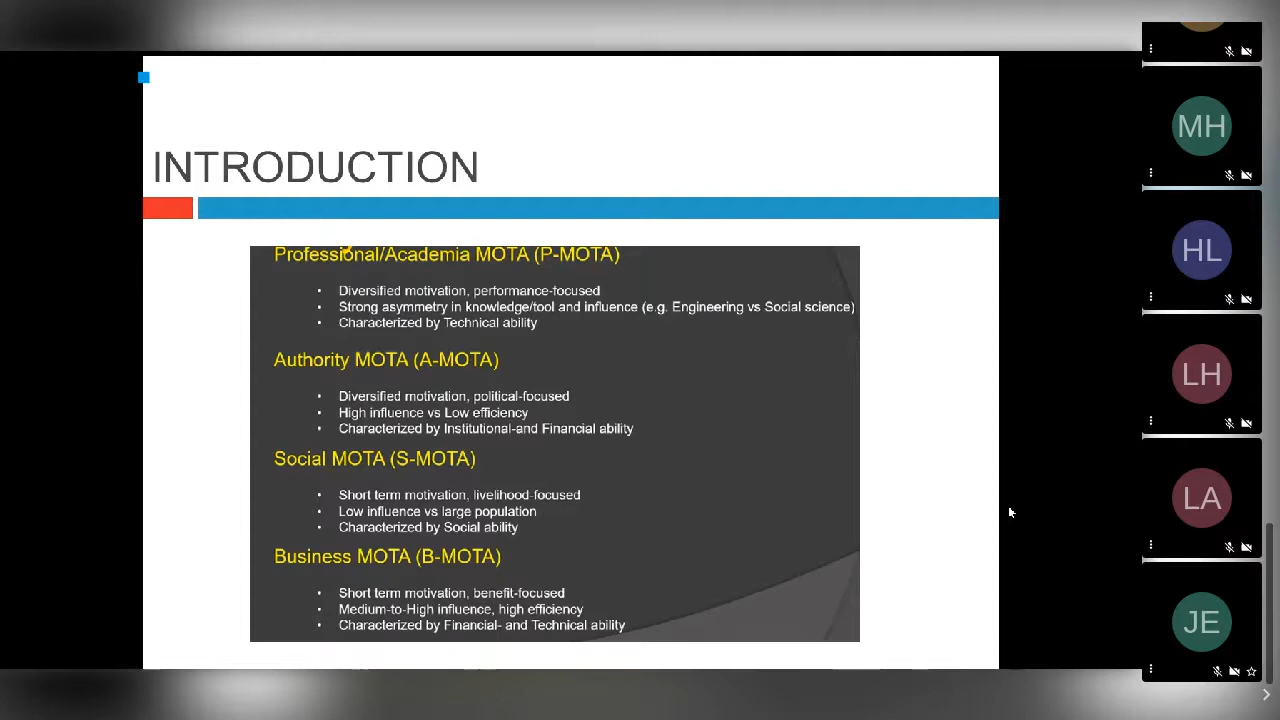 INTRODUCTION
Professional/Academia MOTA (P-MOTA)
• Diversified motivation, performance-focused
• Strong asymmetry in knowledge/tool and influence (e.g. Engineering vs Social science)
• Characterized by Technical ability
Authority MOTA (A-MOTA)
• Diversified motivation, political-focused
• High influence vs Low efficiency
• Characterized by Institutional-and Financial ability
Social MOTA (S-MOTA)
• Short term motivation, livelihood-focused
• Low influence vs large population
• Characterized by Social ability
Business MOTA (B-MOTA)
• Short term motivation, benefit-focused
• Medium-to-High influence, high efficiency
• Characterized by Financial- and Technical ability
MH
HL
LH
LA
JE